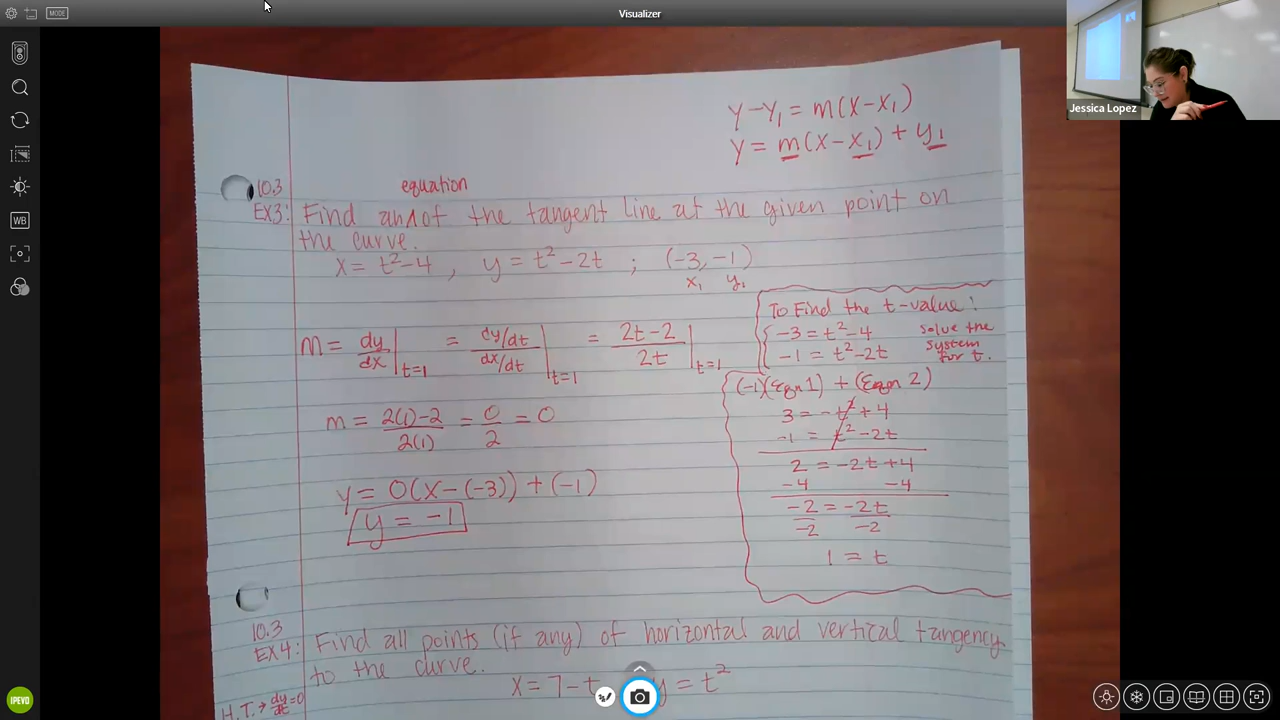 MODE
Visualizer
Jessica Lopez
y-y₁ = m(x-x₁)
y = m(x-x₁) + y₁
10.3
equation
EX3: Find an of the tangent line at the given point on
the curve.
x = t²-4, y = t²-2t ; (-3, -1)
x₁ y₁
m = dy/dx |t=1 = (dy/dt)/(dx/dt) |t=1 = (2t-2)/(2t) |t=1
m = (2(1)-2)/(2(1)) = 0/2 = 0
y = 0(x-(-3)) + (-1)
y = -1
To Find the t-value:
-3 = t²-4
-1 = t²-2t
solve the
system
for t.
(-1)(Eqn 1) + (Eqn 2)
3 = -t²+4
-1 = t²-2t
2 = -2t+4
-4 -4
-2 = -2t
-2 -2
1 = t
10.3
EX4: Find all points (if any) of horizontal and vertical tangency
to the curve.
x = 7-t y = t²
H.T. → dy/dt = 0
WB
IPEVO